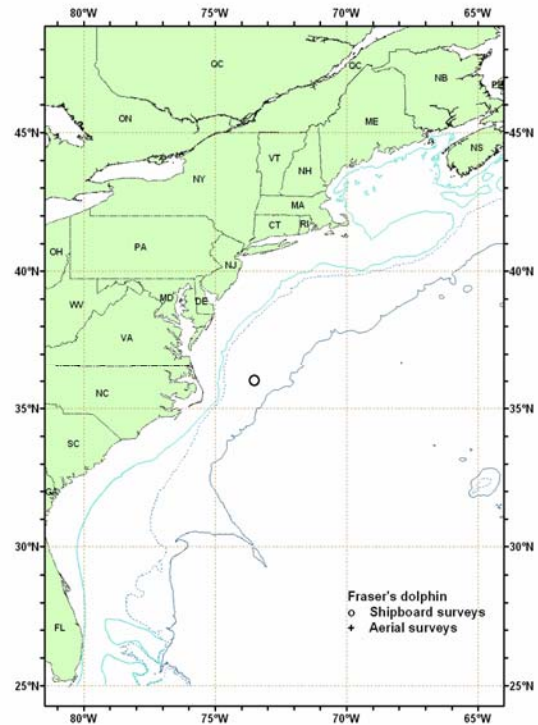 80°W 75°W 70°W 65°W
QC QC NB PE
ON
45°N ME 45°N
VT NS
NH
NY
MA
CT RI
PA
OH
40°N NJ 40°N
MD DE
WV
VA
NC
35°N 35°N
SC
GA
30°N 30°N
Fraser's dolphin
FL Shipboard surveys
Aerial surveys
25°N 25°N
80°W 75°W 70°W 65°W